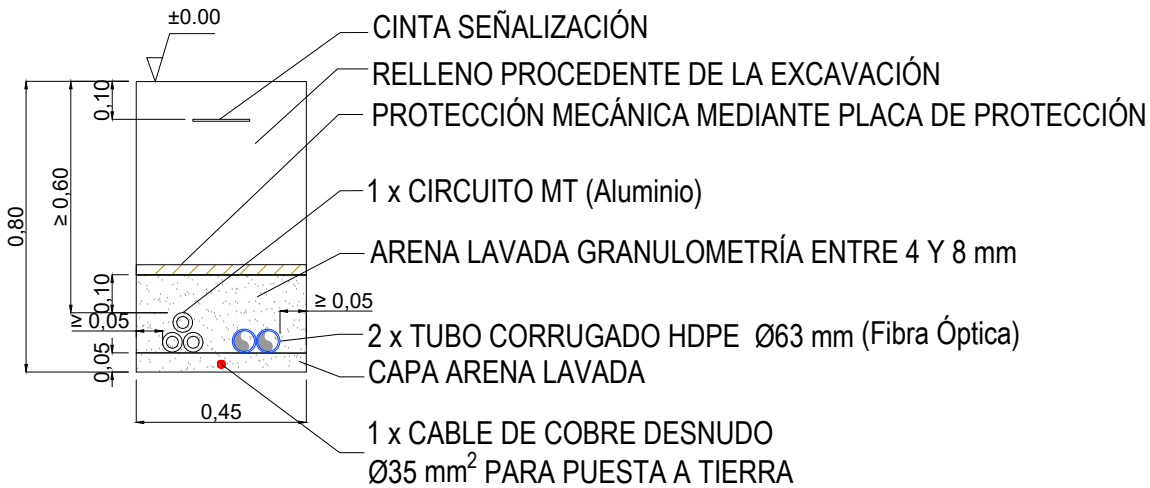 ±0.00
CINTA SEÑALIZACIÓN
RELLENO PROCEDENTE DE LA EXCAVACIÓN
PROTECCIÓN MECÁNICA MEDIANTE PLACA DE PROTECCIÓN
0,10
≥ 0,60
0,80
1 x CIRCUITO MT (Aluminio)
ARENA LAVADA GRANULOMETRÍA ENTRE 4 Y 8 mm
0,10
≥ 0,05
≥ 0,05
2 x TUBO CORRUGADO HDPE Ø63 mm (Fibra Óptica)
0,05
CAPA ARENA LAVADA
0,45
1 x CABLE DE COBRE DESNUDO
Ø35 mm² PARA PUESTA A TIERRA